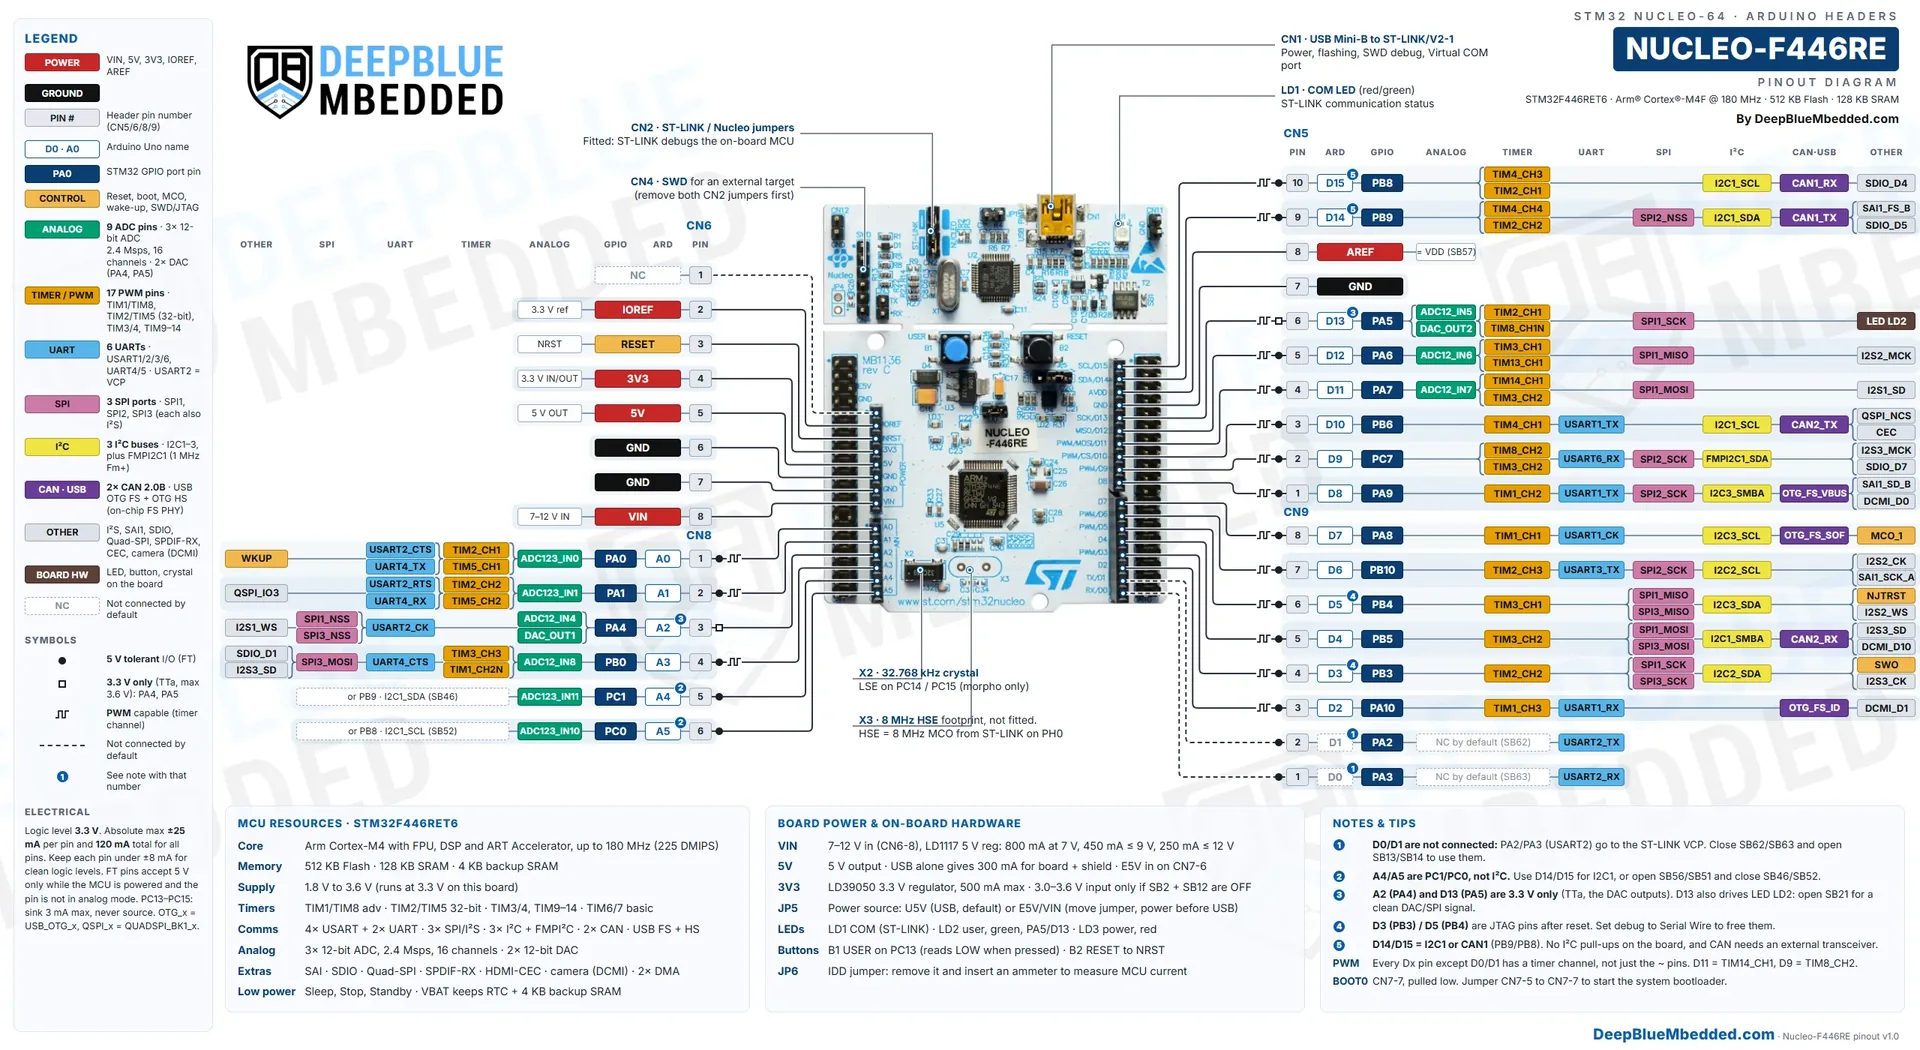 STM32 NUCLEO-64 · ARDUINO HEADERS
NUCLEO-F446RE
PINOUT DIAGRAM
STM32F446RET6 · Arm® Cortex®-M4F @ 180 MHz · 512 KB Flash · 128 KB SRAM
By DeepBlueMbedded.com
DEEPBLUE
MBEDDED
LEGEND
POWER VIN, 5V, 3V3, IOREF, AREF
GROUND
PIN # Header pin number (CN5/6/8/9)
D0 · A0 Arduino Uno name
PA0 STM32 GPIO port pin
CONTROL Reset, boot, MCO, wake-up, SWD/JTAG
ANALOG 9 ADC pins · 3× 12-bit ADC 2.4 Msps, 16 channels · 2× DAC (PA4, PA5)
TIMER / PWM 17 PWM pins · TIM1/TIM8, TIM2/TIM5 (32-bit), TIM3/4, TIM9–14
UART 6 UARTs · USART1/2/3/6, UART4/5 · USART2 = VCP
SPI 3 SPI ports · SPI1, SPI2, SPI3 (each also I²S)
I²C 3 I²C buses · I2C1–3, plus FMPI2C1 (1 MHz Fm+)
CAN · USB 2× CAN 2.0B · USB OTG FS + OTG HS (on-chip FS PHY)
OTHER I²S, SAI1, SDIO, Quad-SPI, SPDIF-RX, CEC, camera (DCMI)
BOARD HW LED, button, crystal on the board
NC Not connected by default
SYMBOLS
5 V tolerant I/O (FT)
3.3 V only (TTa, max 3.6 V): PA4, PA5
PWM capable (timer channel)
Not connected by default
1 See note with that number
ELECTRICAL
Logic level 3.3 V. Absolute max ±25
mA per pin and 120 mA total for all
pins. Keep each pin under ±8 mA for
clean logic levels. FT pins accept 5 V
only while the MCU is powered and the
pin is not in analog mode. PC13–PC15:
sink 3 mA max, never source. OTG_x =
USB_OTG_x, QSPI_x = QUADSPI_BK1_x.
CN1 · USB Mini-B to ST-LINK/V2-1
Power, flashing, SWD debug, Virtual COM
port
LD1 · COM LED (red/green)
ST-LINK communication status
CN2 · ST-LINK / Nucleo jumpers
Fitted: ST-LINK debugs the on-board MCU
CN4 · SWD for an external target
(remove both CN2 jumpers first)
CN6
OTHER SPI UART TIMER ANALOG GPIO ARD PIN
NC 1
3.3 V ref IOREF 2
NRST RESET 3
3.3 V IN/OUT 3V3 4
5 V OUT 5V 5
GND 6
GND 7
7–12 V IN VIN 8
CN8
WKUP USART2_CTS UART4_TX TIM2_CH1 TIM5_CH1 ADC123_IN0 PA0 A0 1
QSPI_IO3 USART2_RTS UART4_RX TIM2_CH2 TIM5_CH2 ADC123_IN1 PA1 A1 2
I2S1_WS SPI1_NSS SPI3_NSS USART2_CK ADC12_IN4 DAC_OUT1 PA4 A2 3 3
SDIO_D1 I2S3_SD SPI3_MOSI UART4_CTS TIM3_CH3 TIM1_CH2N ADC12_IN8 PB0 A3 4
or PB9 · I2C1_SDA (SB46) ADC123_IN11 PC1 A4 2 5
or PB8 · I2C1_SCL (SB52) ADC123_IN10 PC0 A5 2 6
CN5
PIN ARD GPIO ANALOG TIMER UART SPI I²C CAN·USB OTHER
10 D15 5 PB8 TIM4_CH3 TIM2_CH1 I2C1_SCL CAN1_RX SDIO_D4
9 D14 5 PB9 TIM4_CH4 TIM2_CH2 SPI2_NSS I2C1_SDA CAN1_TX SAI1_FS_B SDIO_D5
8 AREF = VDD (SB57)
7 GND
6 D13 3 PA5 ADC12_IN5 DAC_OUT2 TIM2_CH1 TIM8_CH1N SPI1_SCK LED LD2
5 D12 PA6 ADC12_IN6 TIM3_CH1 TIM13_CH1 SPI1_MISO I2S2_MCK
4 D11 PA7 ADC12_IN7 TIM14_CH1 TIM3_CH2 SPI1_MOSI I2S1_SD
3 D10 PB6 TIM4_CH1 USART1_TX I2C1_SCL CAN2_TX QSPI_NCS CEC
2 D9 PC7 TIM8_CH2 TIM3_CH2 USART6_RX SPI2_SCK FMPI2C1_SDA I2S3_MCK SDIO_D7
1 D8 PA9 TIM1_CH2 USART1_TX SPI2_SCK I2C3_SMBA OTG_FS_VBUS SAI1_SD_B DCMI_D0
CN9
8 D7 PA8 TIM1_CH1 USART1_CK I2C3_SCL OTG_FS_SOF MCO_1
7 D6 PB10 TIM2_CH3 USART3_TX SPI2_SCK I2C2_SCL I2S2_CK SAI1_SCK_A
6 D5 4 PB4 TIM3_CH1 SPI1_MISO SPI3_MISO I2C3_SDA NJTRST I2S2_WS
5 D4 PB5 TIM3_CH2 SPI1_MOSI SPI3_MOSI I2C1_SMBA CAN2_RX I2S3_SD DCMI_D10
4 D3 4 PB3 TIM2_CH2 SPI1_SCK SPI3_SCK I2C2_SDA SWO I2S3_CK
3 D2 PA10 TIM1_CH3 USART1_RX OTG_FS_ID DCMI_D1
2 D1 1 PA2 NC by default (SB62) USART2_TX
1 D0 1 PA3 NC by default (SB63) USART2_RX
MB1136
rev C
NUCLEO
-F446RE
www.st.com/stm32nucleo
X2 · 32.768 kHz crystal
LSE on PC14 / PC15 (morpho only)
X3 · 8 MHz HSE footprint, not fitted.
HSE = 8 MHz MCO from ST-LINK on PH0
MCU RESOURCES · STM32F446RET6
Core Arm Cortex-M4 with FPU, DSP and ART Accelerator, up to 180 MHz (225 DMIPS)
Memory 512 KB Flash · 128 KB SRAM · 4 KB backup SRAM
Supply 1.8 V to 3.6 V (runs at 3.3 V on this board)
Timers TIM1/TIM8 adv · TIM2/TIM5 32-bit · TIM3/4, TIM9–14 · TIM6/7 basic
Comms 4× USART + 2× UART · 3× SPI/I²S · 3× I²C + FMPI²C · 2× CAN · USB FS + HS
Analog 3× 12-bit ADC, 2.4 Msps, 16 channels · 2× 12-bit DAC
Extras SAI · SDIO · Quad-SPI · SPDIF-RX · HDMI-CEC · camera (DCMI) · 2× DMA
Low power Sleep, Stop, Standby · VBAT keeps RTC + 4 KB backup SRAM
BOARD POWER & ON-BOARD HARDWARE
VIN 7–12 V in (CN6-8), LD1117 5 V reg: 800 mA at 7 V, 450 mA ≤ 9 V, 250 mA ≤ 12 V
5V 5 V output · USB alone gives 300 mA for board + shield · E5V in on CN7-6
3V3 LD39050 3.3 V regulator, 500 mA max · 3.0–3.6 V input only if SB2 + SB12 are OFF
JP5 Power source: U5V (USB, default) or E5V/VIN (move jumper, power before USB)
LEDs LD1 COM (ST-LINK) · LD2 user, green, PA5/D13 · LD3 power, red
Buttons B1 USER on PC13 (reads LOW when pressed) · B2 RESET to NRST
JP6 IDD jumper: remove it and insert an ammeter to measure MCU current
NOTES & TIPS
1 D0/D1 are not connected: PA2/PA3 (USART2) go to the ST-LINK VCP. Close SB62/SB63 and open
SB13/SB14 to use them.
2 A4/A5 are PC1/PC0, not I²C. Use D14/D15 for I2C1, or open SB56/SB51 and close SB46/SB52.
3 A2 (PA4) and D13 (PA5) are 3.3 V only (TTa, the DAC outputs). D13 also drives LED LD2: open SB21 for a
clean DAC/SPI signal.
4 D3 (PB3) / D5 (PB4) are JTAG pins after reset. Set debug to Serial Wire to free them.
5 D14/D15 = I2C1 or CAN1 (PB9/PB8). No I²C pull-ups on the board, and CAN needs an external transceiver.
PWM Every Dx pin except D0/D1 has a timer channel, not just the ~ pins. D11 = TIM14_CH1, D9 = TIM8_CH2.
BOOT0 CN7-7, pulled low. Jumper CN7-5 to CN7-7 to start the system bootloader.
DeepBlueMbedded.com · Nucleo-F446RE pinout v1.0